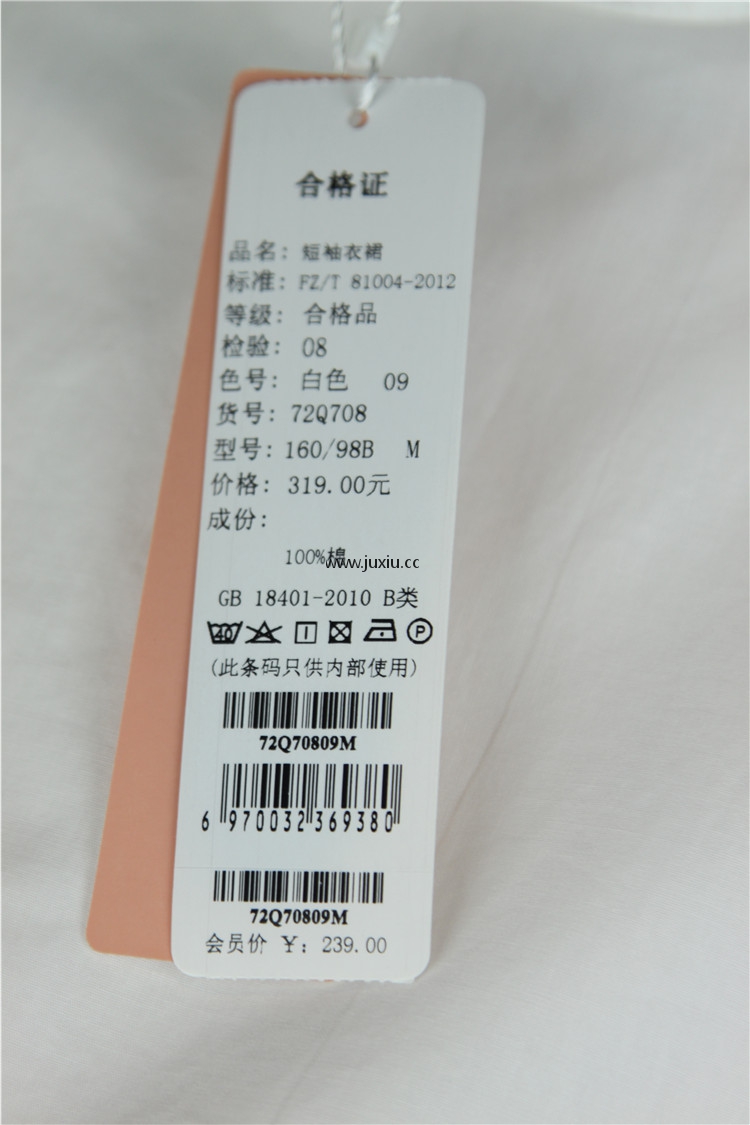 合格证
品名：短袖衣裙
标准：FZ/T 81004-2012
等级：合格品
检验：08
色号：白色 09
货号：72Q708
型号：160/98B M
价格：319.00元
成份：
100%棉
www.juxiu.cc
GB 18401-2010 B类
40 P
(此条码只供内部使用)
72Q70809M
6 970032 369380
72Q70809M
会员价 ￥：239.00